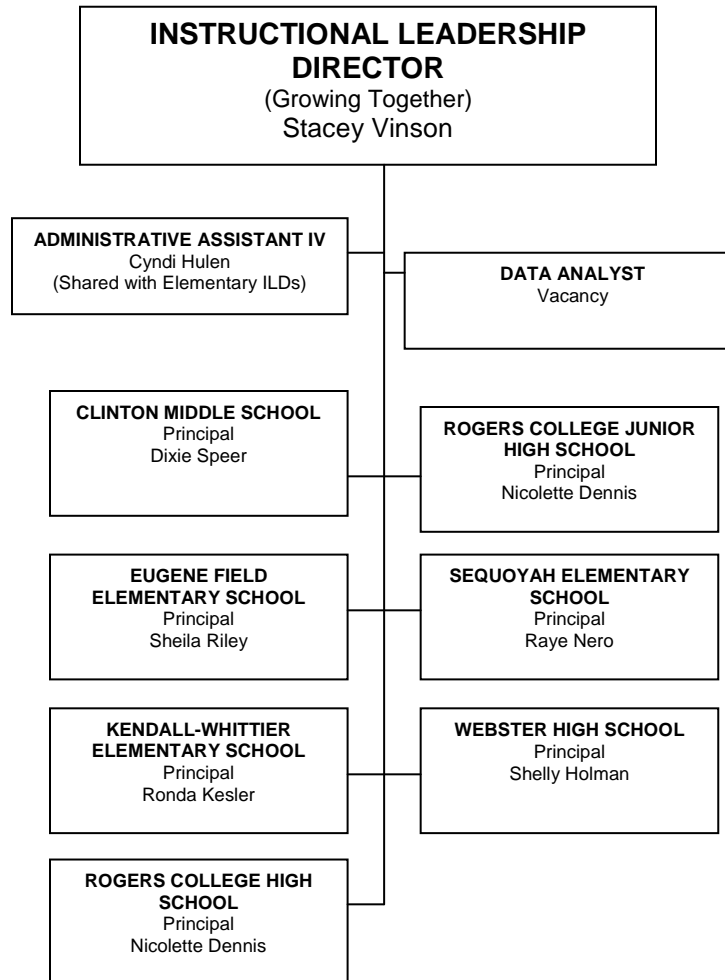 INSTRUCTIONAL LEADERSHIP
DIRECTOR
(Growing Together)
Stacey Vinson
ADMINISTRATIVE ASSISTANT IV
Cyndi Hulen
(Shared with Elementary ILDs)
DATA ANALYST
Vacancy
CLINTON MIDDLE SCHOOL
Principal
Dixie Speer
ROGERS COLLEGE JUNIOR
HIGH SCHOOL
Principal
Nicolette Dennis
EUGENE FIELD
ELEMENTARY SCHOOL
Principal
Sheila Riley
SEQUOYAH ELEMENTARY
SCHOOL
Principal
Raye Nero
KENDALL-WHITTIER
ELEMENTARY SCHOOL
Principal
Ronda Kesler
WEBSTER HIGH SCHOOL
Principal
Shelly Holman
ROGERS COLLEGE HIGH
SCHOOL
Principal
Nicolette Dennis